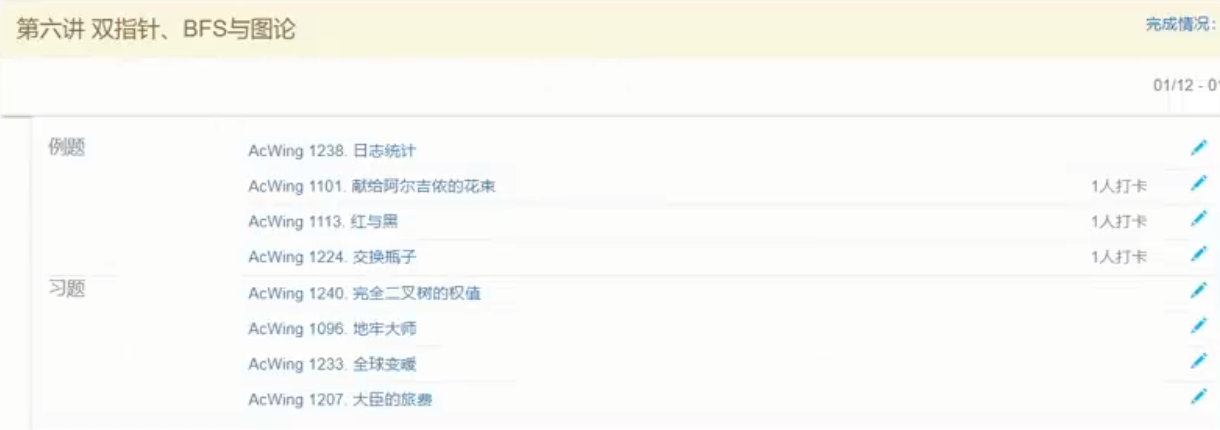 第六讲 双指针、BFS与图论
完成情况:
01/12 - 0
例题
AcWing 1238. 日志统计
AcWing 1101. 献给阿尔吉侬的花束 1人打卡
AcWing 1113. 红与黑 1人打卡
AcWing 1224. 交换瓶子 1人打卡
习题
AcWing 1240. 完全二叉树的权值
AcWing 1096. 地牢大师
AcWing 1233. 全球变暖
AcWing 1207. 大臣的旅费